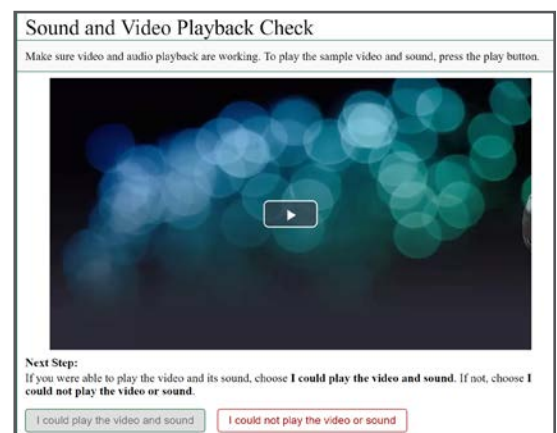 Sound and Video Playback Check
Make sure video and audio playback are working. To play the sample video and sound, press the play button.
Next Step:
If you were able to play the video and its sound, choose I could play the video and sound. If not, choose I
could not play the video or sound.
I could play the video and sound
I could not play the video or sound